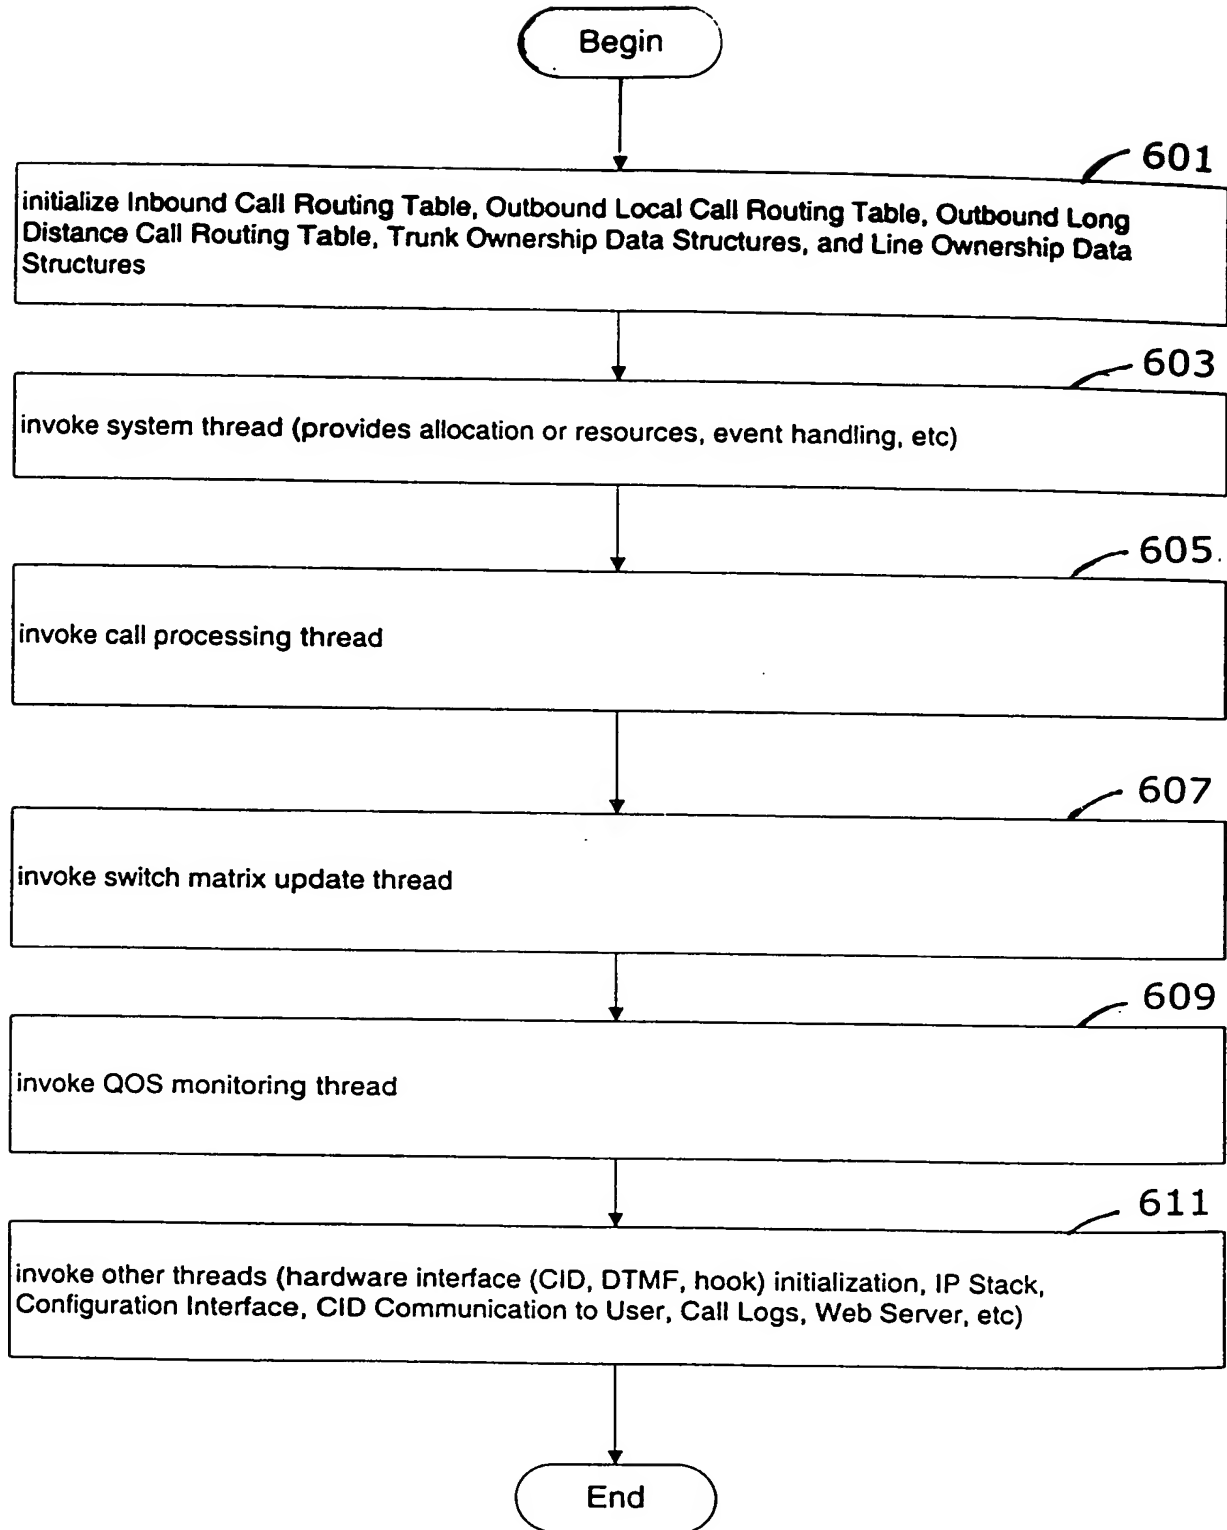 Begin
601
initialize Inbound Call Routing Table, Outbound Local Call Routing Table, Outbound Long
Distance Call Routing Table, Trunk Ownership Data Structures, and Line Ownership Data
Structures
603
invoke system thread (provides allocation or resources, event handling, etc)
605
invoke call processing thread
607
invoke switch matrix update thread
609
invoke QOS monitoring thread
611
invoke other threads (hardware interface (CID, DTMF, hook) initialization, IP Stack,
Configuration Interface, CID Communication to User, Call Logs, Web Server, etc)
End